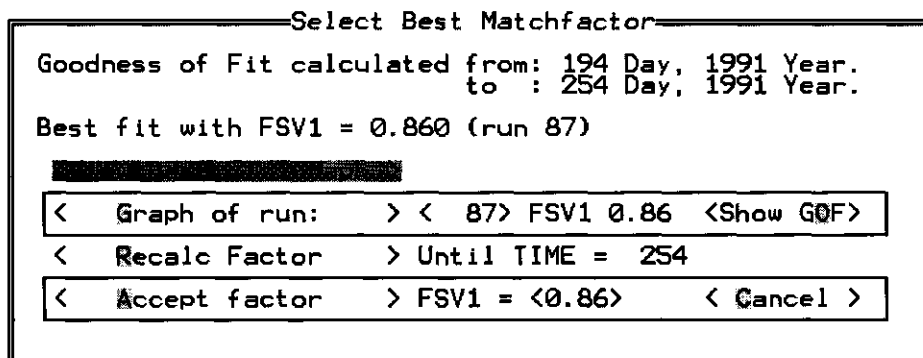 Select Best Matchfactor
Goodness of Fit calculated from: 194 Day, 1991 Year.
to : 254 Day, 1991 Year.
Best fit with FSV1 = 0.860 (run 87)
< Graph of run: > < 87> FSV1 0.86 <Show GOF>
< Recalc Factor > Until TIME = 254
< Accept factor > FSV1 = <0.86> < Cancel >